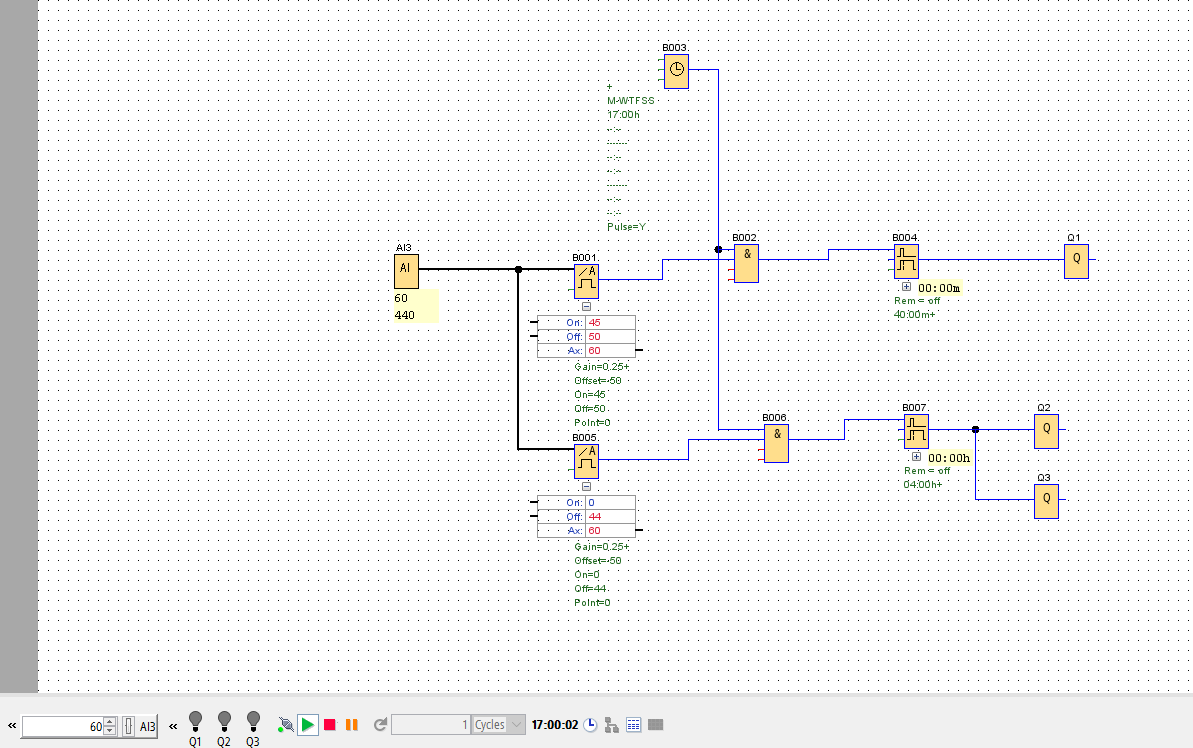 B003
+
M-WTFSS
17:00h
--:--
-------
--:--
--:--
-------
--:--
--:--
Pulse=Y
B002
&
B004
00:00m
Rem = off
40:00m+
Q1
Q
AI3
AI
60
440
B001
/A
On: 45
Off: 50
Ax: 60
Gain=0.25+
Offset=-50
On=45
Off=50
Point=0
B005
/A
On: 0
Off: 44
Ax: 60
Gain=0.25+
Offset=-50
On=0
Off=44
Point=0
B006
&
B007
00:00h
Rem = off
04:00h+
Q2
Q
Q3
Q
« 60 AI3 « Q1 Q2 Q3 1 Cycles 17:00:02